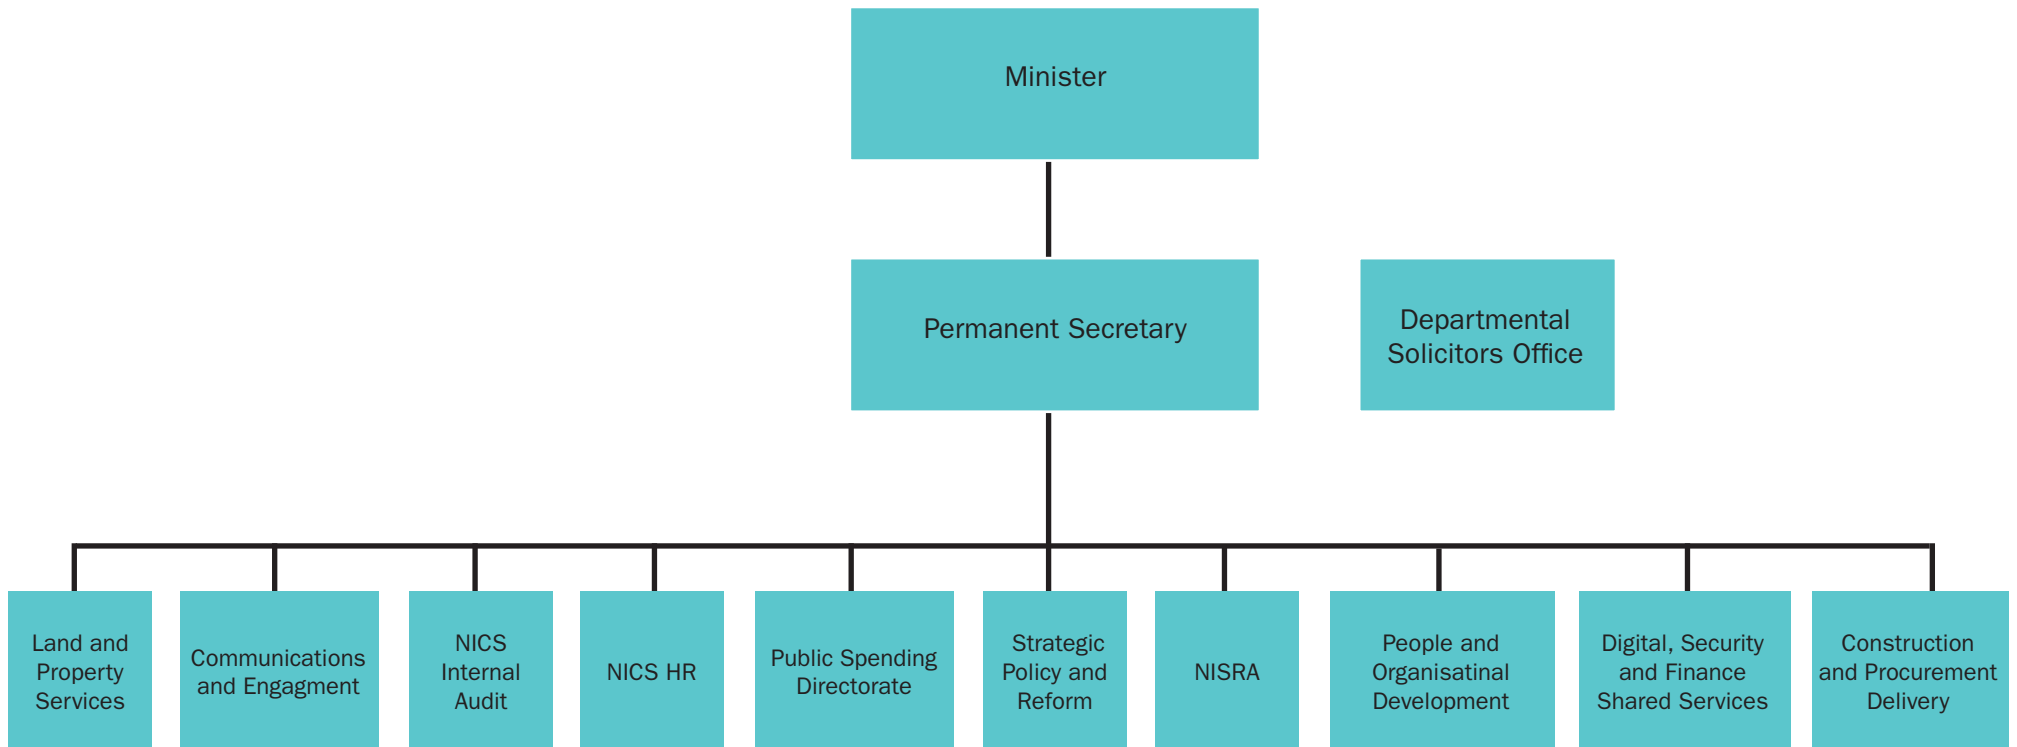 Minister
Permanent Secretary
Departmental
Solicitors Office
Land and
Property
Services
Communications
and Engagment
NICS
Internal
Audit
NICS HR
Public Spending
Directorate
Strategic
Policy and
Reform
NISRA
People and
Organisatinal
Development
Digital, Security
and Finance
Shared Services
Construction
and Procurement
Delivery